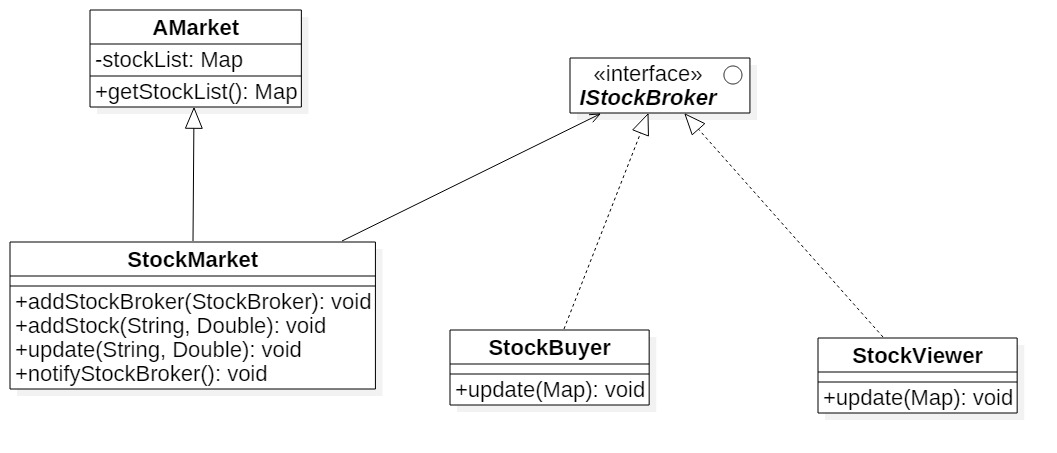 AMarket
-stockList: Map
+getStockList(): Map
«interface»
IStockBroker
StockMarket
+addStockBroker(StockBroker): void
+addStock(String, Double): void
+update(String, Double): void
+notifyStockBroker(): void
StockBuyer
+update(Map): void
StockViewer
+update(Map): void